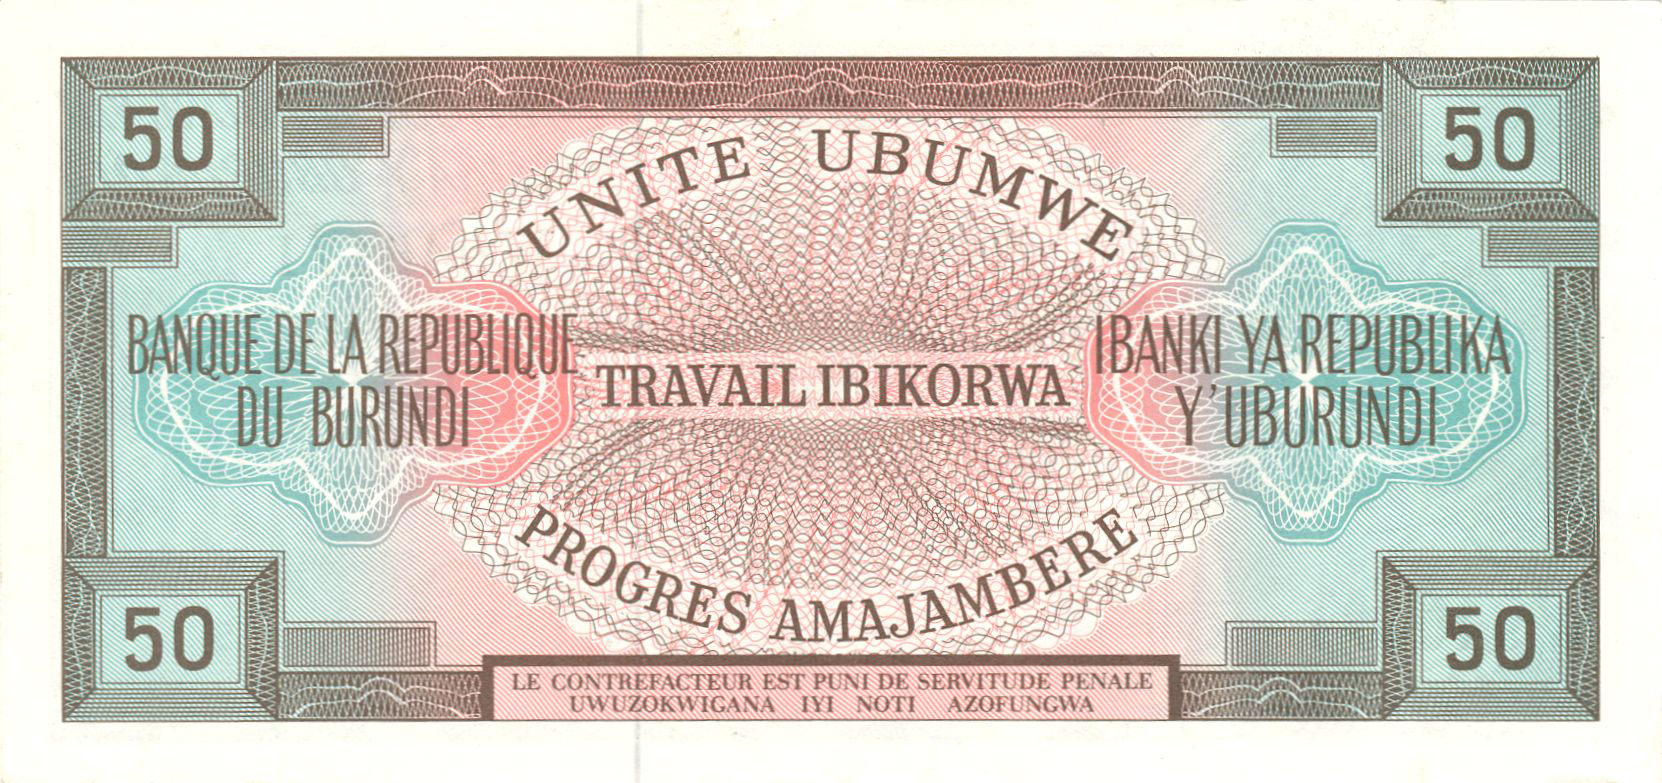 50
50
UNITE UBUMWE
BANQUE DE LA REPUBLIQUE
DU BURUNDI
TRAVAIL IBIKORWA
IBANKI YA REPUBLIKA
Y'UBURUNDI
PROGRES AMAJAMBERE
50
50
LE CONTREFACTEUR EST PUNI DE SERVITUDE PENALE
UWUZOKWIGANA IYI NOTI AZOFUNGWA